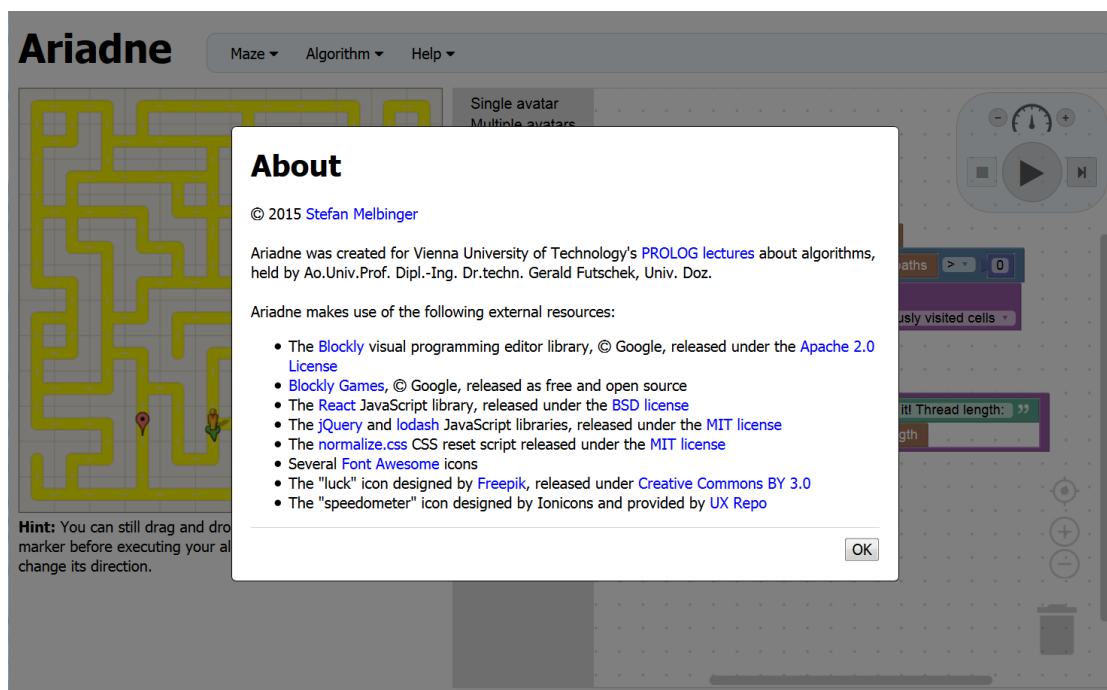 Ariadne
Maze Algorithm Help
Single avatar
Multiple avatars
About
© 2015 Stefan Melbinger
Ariadne was created for Vienna University of Technology's PROLOG lectures about algorithms,
held by Ao.Univ.Prof. Dipl.-Ing. Dr.techn. Gerald Futschek, Univ. Doz.
Ariadne makes use of the following external resources:
• The Blockly visual programming editor library, © Google, released under the Apache 2.0
License
• Blockly Games, © Google, released as free and open source
• The React JavaScript library, released under the BSD license
• The jQuery and lodash JavaScript libraries, released under the MIT license
• The normalize.css CSS reset script released under the MIT license
• Several Font Awesome icons
• The "luck" icon designed by Freepik, released under Creative Commons BY 3.0
• The "speedometer" icon designed by Ionicons and provided by UX Repo
OK
> 0
visited cells
it! Thread length: ”
Hint: You can still drag and
marker before executing your
change its direction.